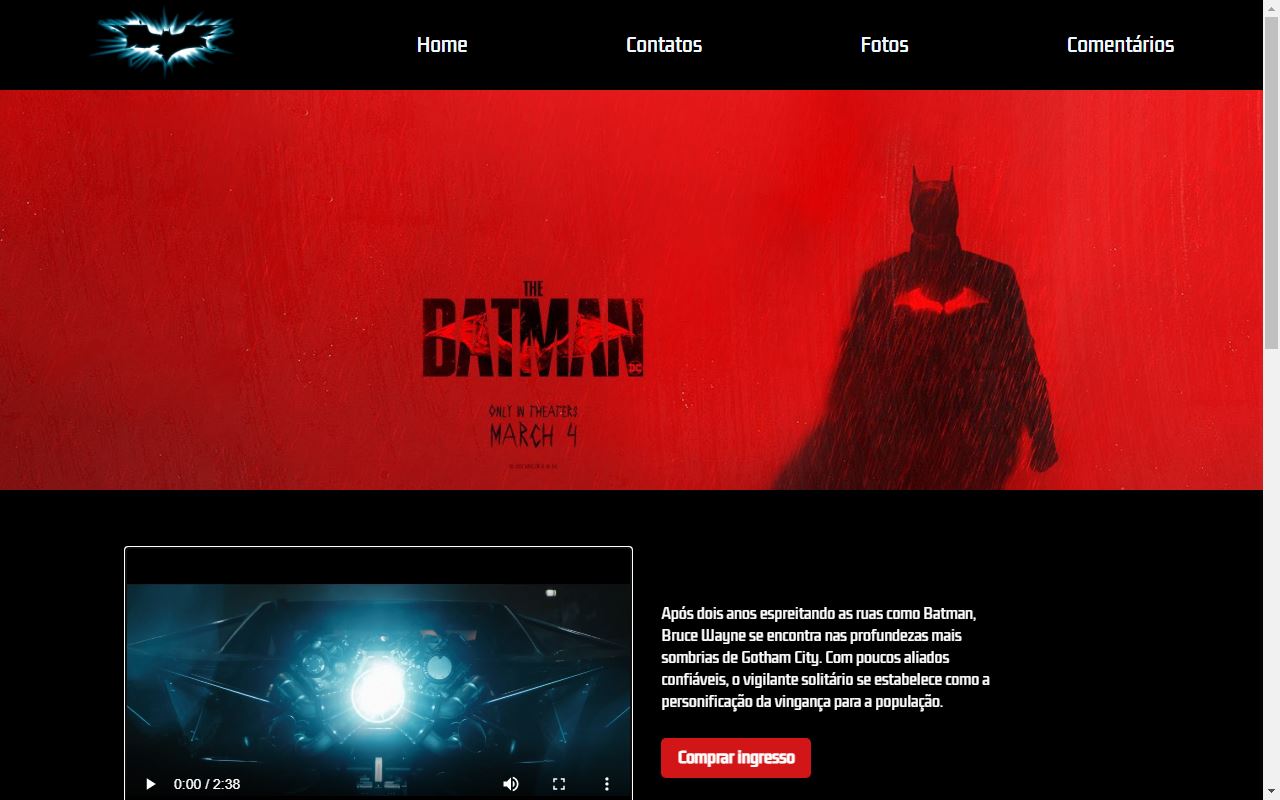 Home
Contatos
Fotos
Comentários
THE
BATMAN
DC
ONLY IN THEATERS
MARCH 4
Após dois anos espreitando as ruas como Batman,
Bruce Wayne se encontra nas profundezas mais
sombrias de Gotham City. Com poucos aliados
confiáveis, o vigilante solitário se estabelece como a
personificação da vingança para a população.
Comprar ingresso
0:00 / 2:38